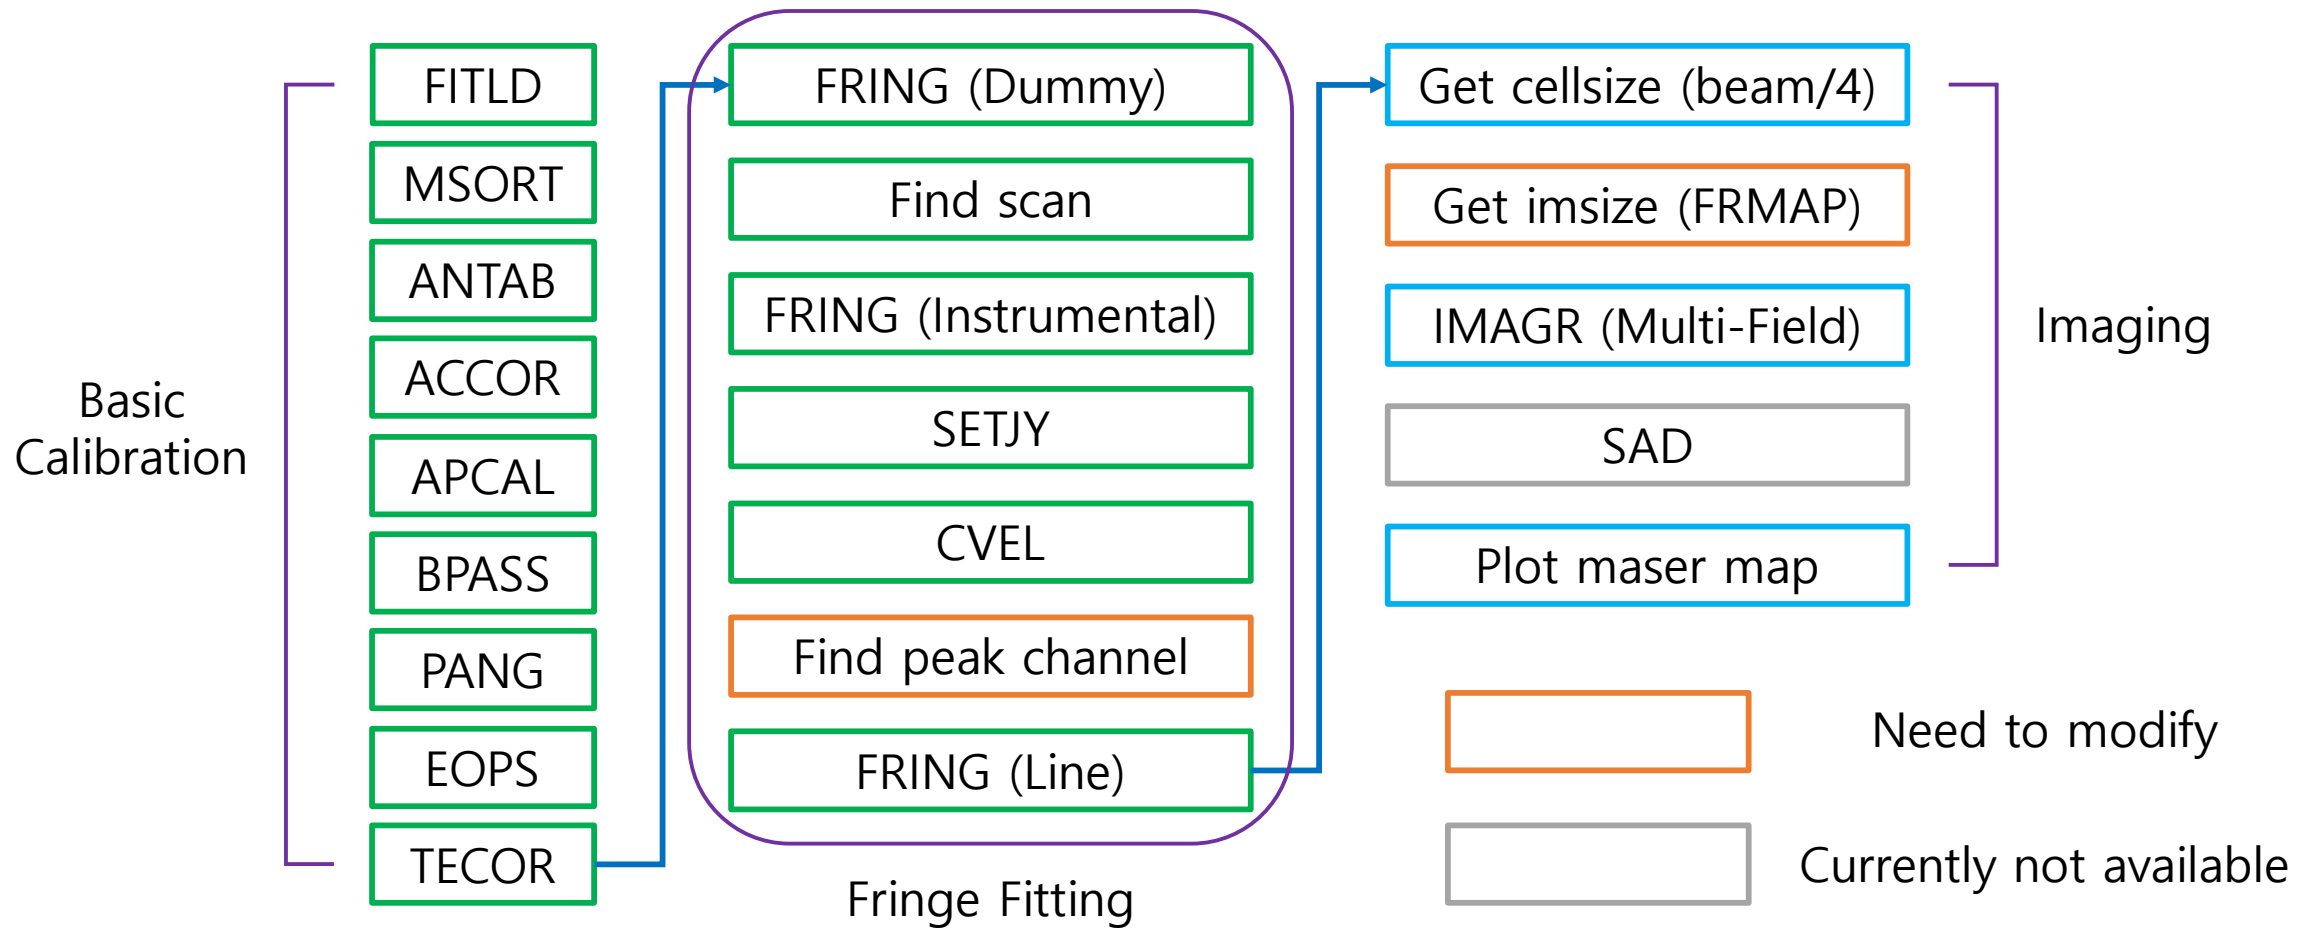 Basic
Calibration
FITLD
MSORT
ANTAB
ACCOR
APCAL
BPASS
PANG
EOPS
TECOR
FRING (Dummy)
Find scan
FRING (Instrumental)
SETJY
CVEL
Find peak channel
FRING (Line)
Fringe Fitting
Get cellsize (beam/4)
Get imsize (FRMAP)
IMAGR (Multi-Field)
SAD
Plot maser map
Imaging
Need to modify
Currently not available